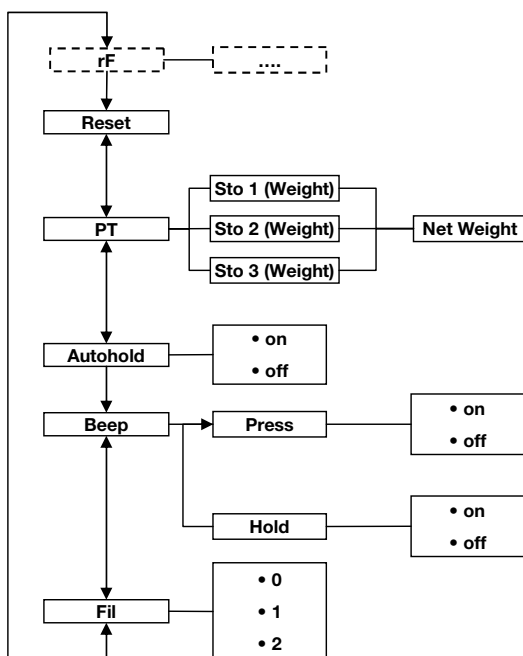 rF
....
Reset
Sto 1 (Weight)
PT
Sto 2 (Weight)
Net Weight
Sto 3 (Weight)
Autohold
• on
• off
Beep
Press
• on
• off
Hold
• on
• off
Fil
• 0
• 1
• 2